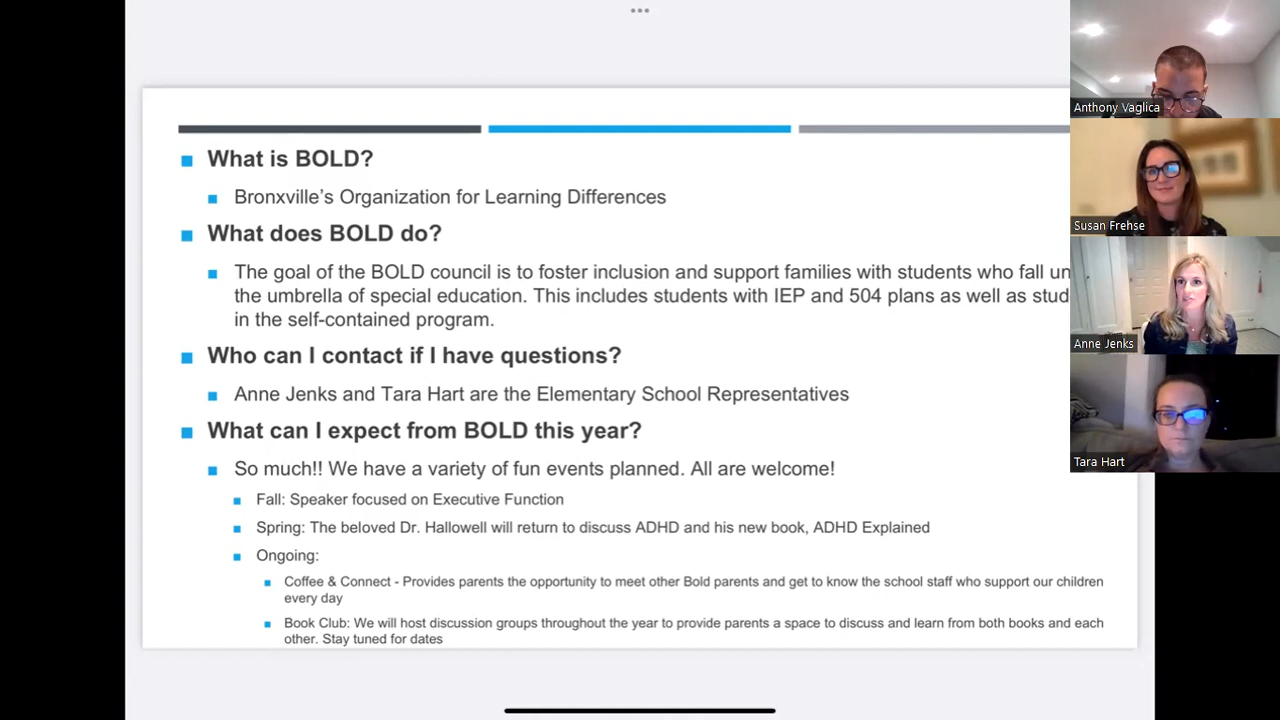 What is BOLD?
Bronxville's Organization for Learning Differences
What does BOLD do?
The goal of the BOLD council is to foster inclusion and support families with students who fall
the umbrella of special education. This includes students with IEP and 504 plans as well as
in the self-contained program.
Who can I contact if I have questions?
Anne Jenks and Tara Hart are the Elementary School Representatives
What can I expect from BOLD this year?
So much!! We have a variety of fun events planned. All are welcome!
Fall: Speaker focused on Executive Function
Spring: The beloved Dr. Hallowell will return to discuss ADHD and his new book, ADHD Explained
Ongoing:
Coffee & Connect - Provides parents the opportunity to meet other Bold parents and get to know the school staff who support our children
every day
Book Club: We will host discussion groups throughout the year to provide parents a space to discuss and learn from both books and each
other. Stay tuned for dates
Anthony Vaglica
Susan Frehse
Anne Jenks
Tara Hart